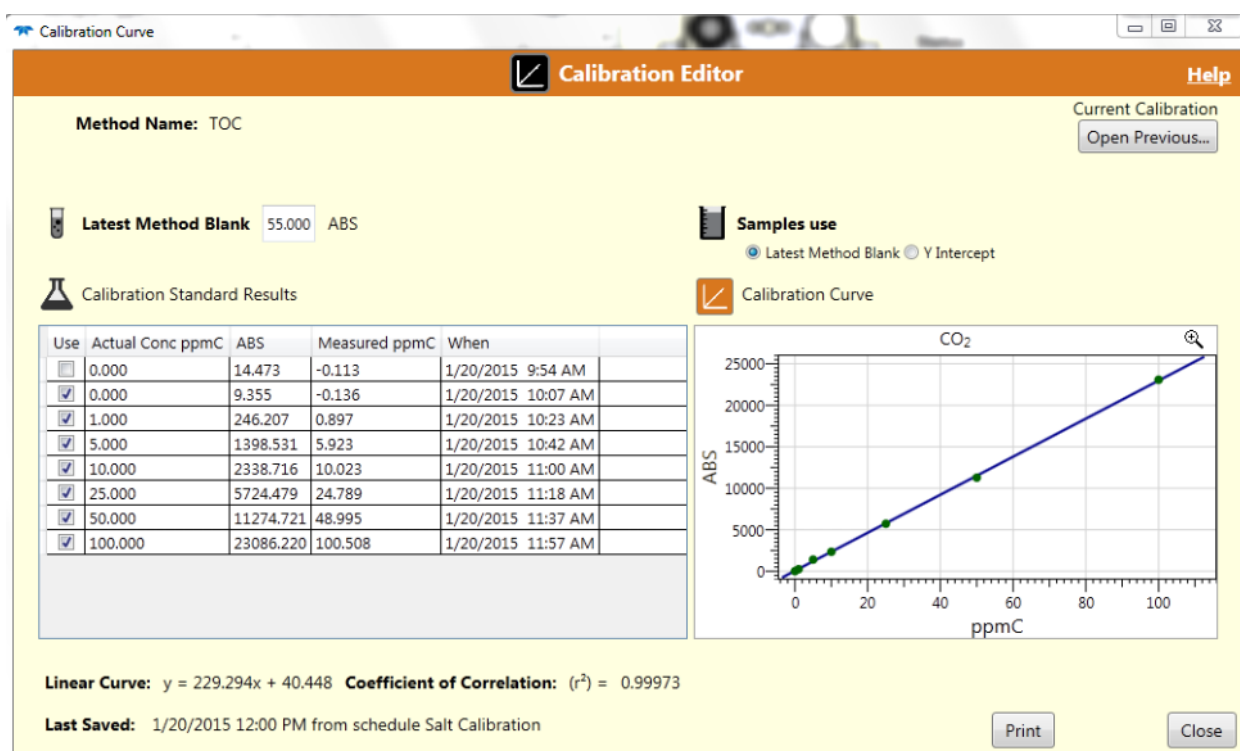 Calibration Curve
Calibration Editor
Help
Method Name: TOC
Current Calibration
Open Previous...
Latest Method Blank 55.000 ABS
Samples use
Latest Method Blank Y Intercept
Calibration Standard Results
Calibration Curve
Use Actual Conc ppmC ABS Measured ppmC When
0.000 14.473 -0.113 1/20/2015 9:54 AM
0.000 9.355 -0.136 1/20/2015 10:07 AM
1.000 246.207 0.897 1/20/2015 10:23 AM
5.000 1398.531 5.923 1/20/2015 10:42 AM
10.000 2338.716 10.023 1/20/2015 11:00 AM
25.000 5724.479 24.789 1/20/2015 11:18 AM
50.000 11274.721 48.995 1/20/2015 11:37 AM
100.000 23086.220 100.508 1/20/2015 11:57 AM
CO₂
25000
20000
15000
10000
5000
0
ABS
0 20 40 60 80 100
ppmC
Linear Curve: y = 229.294x + 40.448 Coefficient of Correlation: (r²) = 0.99973
Last Saved: 1/20/2015 12:00 PM from schedule Salt Calibration
Print
Close